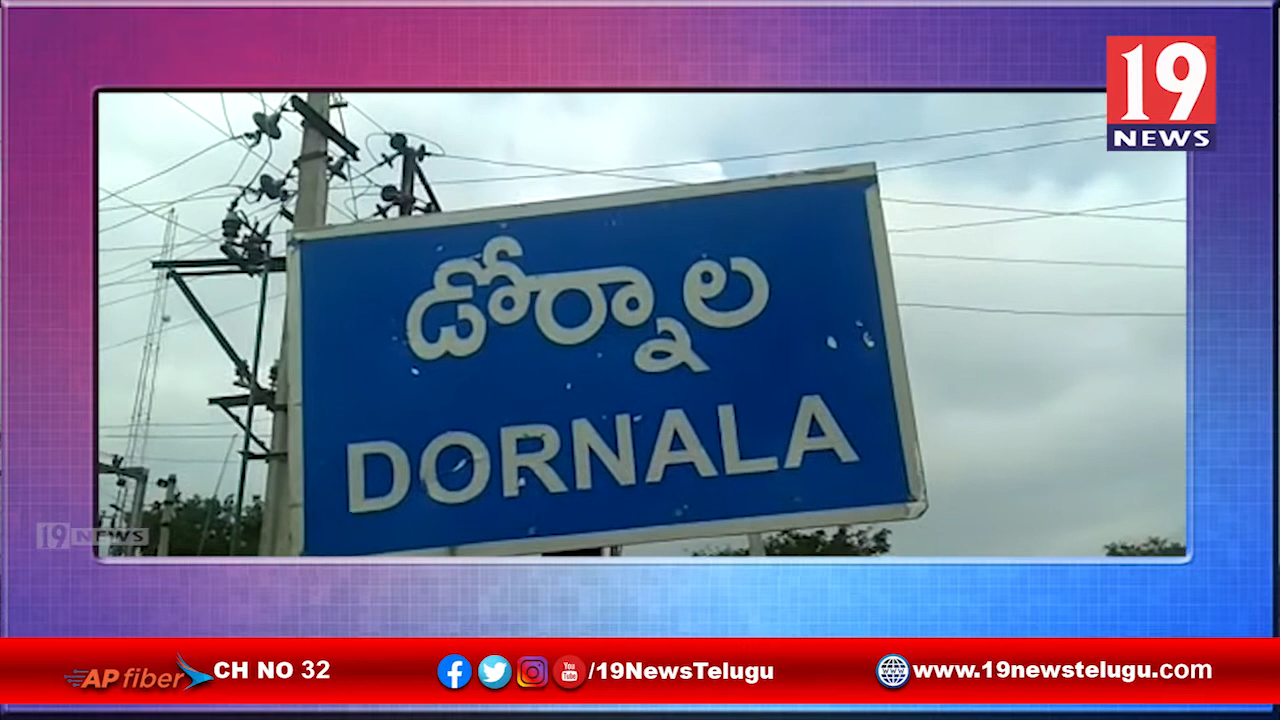 19
NEWS
డోర్నాల
DORNALA
19 NEWS
AP fiber CH NO 32 /19NewsTelugu www.19newstelugu.com